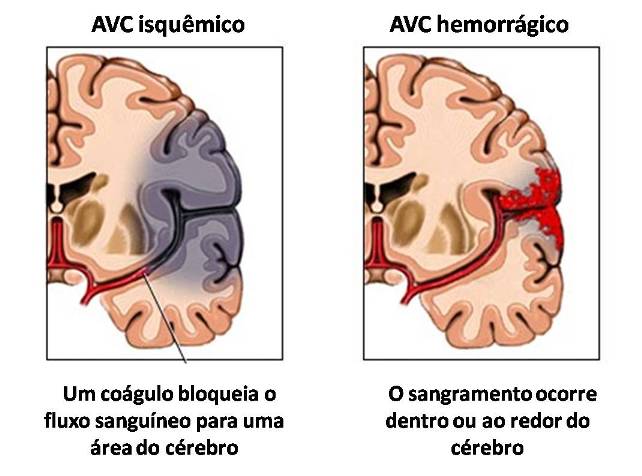 AVC isquêmico
Um coágulo bloqueia o
fluxo sanguíneo para uma
área do cérebro
AVC hemorrágico
O sangramento ocorre
dentro ou ao redor do
cérebro